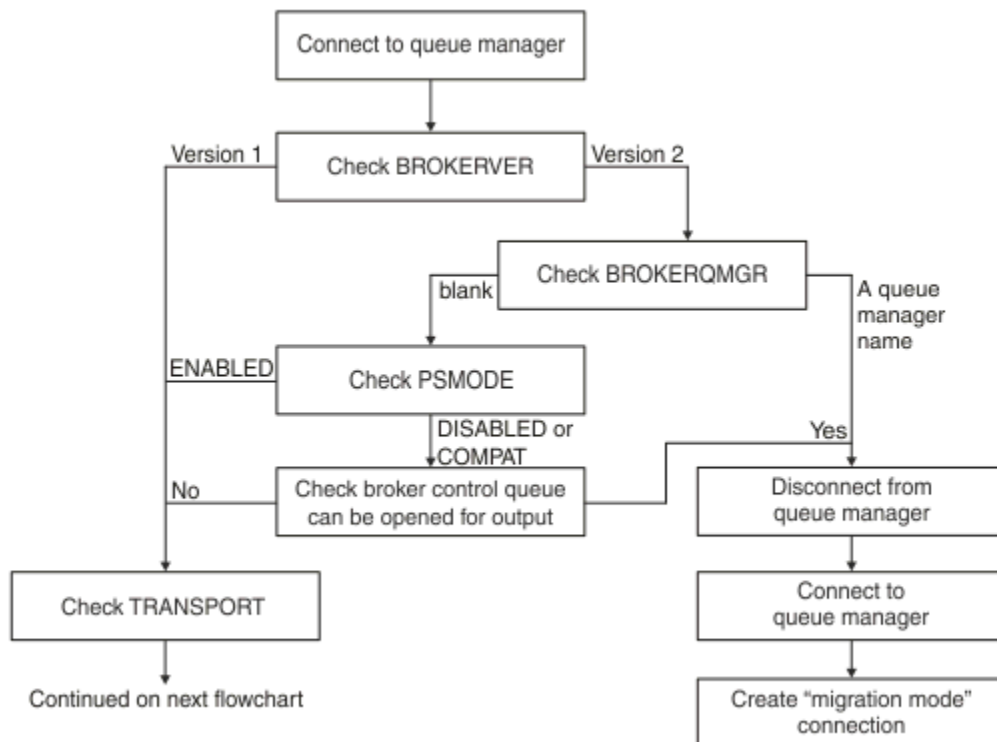 Connect to queue manager
Version 1
Check BROKERVER
Version 2
Check BROKERQMGR
blank
A queue
manager
name
ENABLED
Check PSMODE
DISABLED or
COMPAT
Yes
No
Check broker control queue
can be opened for output
Disconnect from
queue manager
Check TRANSPORT
Connect to
queue manager
Continued on next flowchart
Create “migration mode”
connection